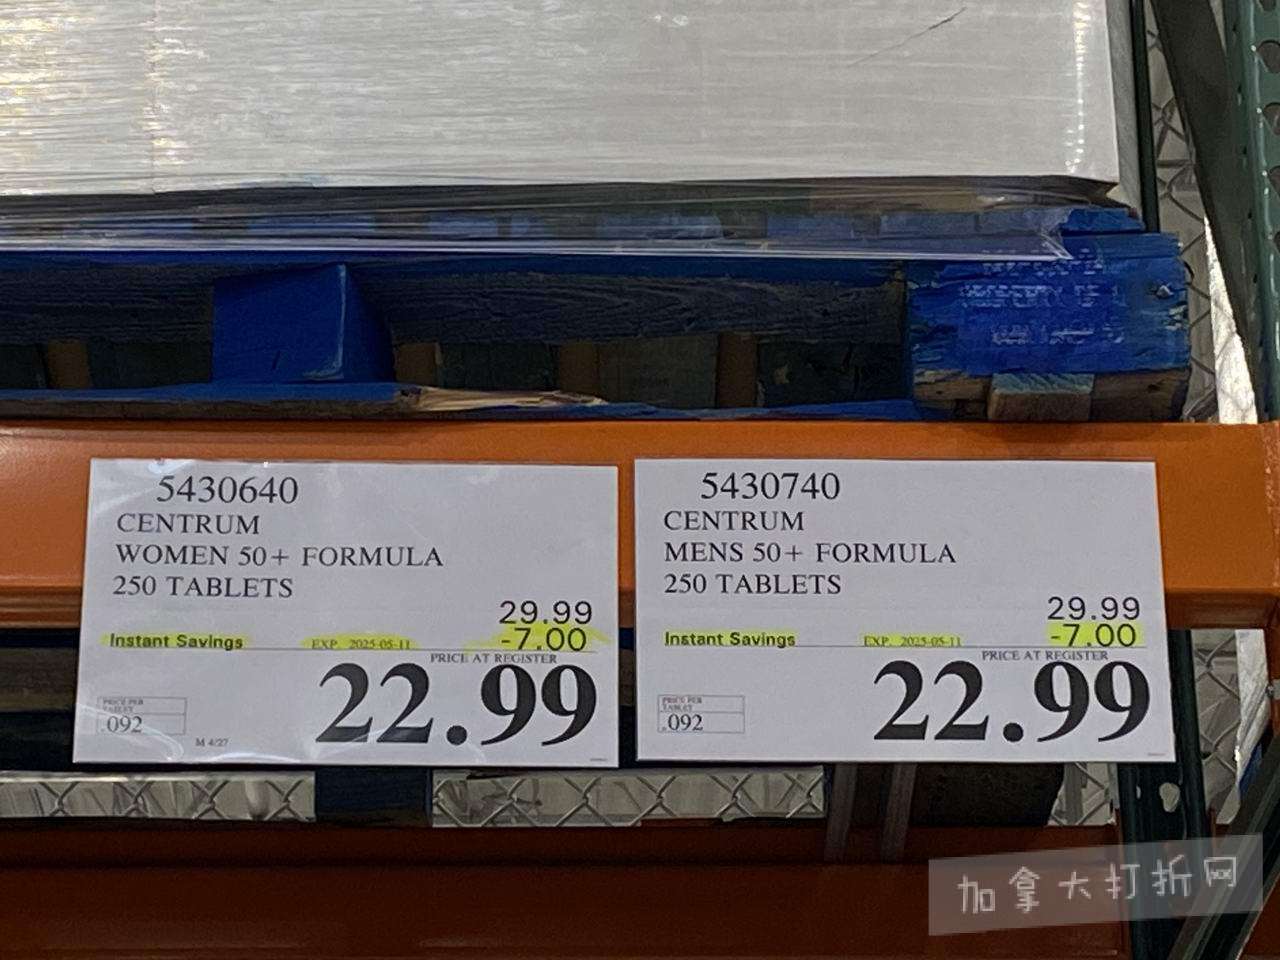 5430640
CENTRUM
WOMEN 50+ FORMULA
250 TABLETS
29.99
Instant Savings EXP. 2025-05-11 -7.00
PRICE AT REGISTER
22.99
PRICE PER
TABLET
.092
M 4/27
5430740
CENTRUM
MENS 50+ FORMULA
250 TABLETS
29.99
Instant Savings EXP. 2025-05-11 -7.00
PRICE AT REGISTER
22.99
PRICE PER
TABLET
.092
加拿大打折网